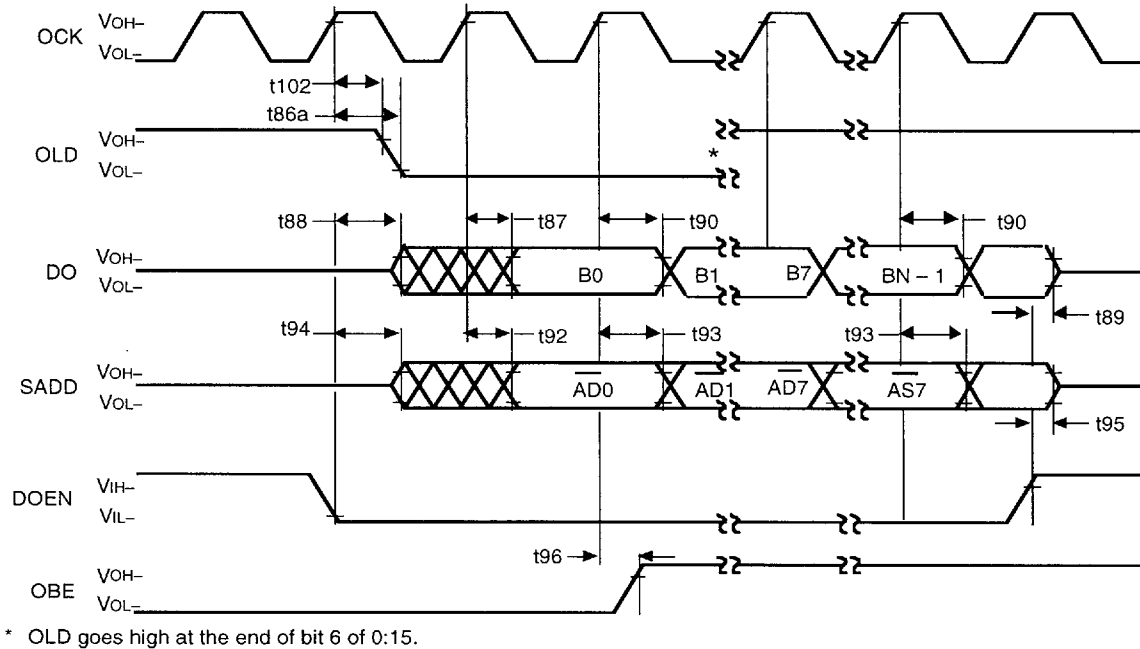 OCK
VOH–
VOL–
t102
t86a
OLD
VOH–
VOL–
*
t88
t87
t90
t90
DO
VOH–
VOL–
B0
B1
B7
BN – 1
t89
t94
t92
t93
t93
SADD
VOH–
VOL–
AD0
AD1
AD7
AS7
t95
DOEN
VIH–
VIL–
t96
OBE
VOH–
VOL–
* OLD goes high at the end of bit 6 of 0:15.